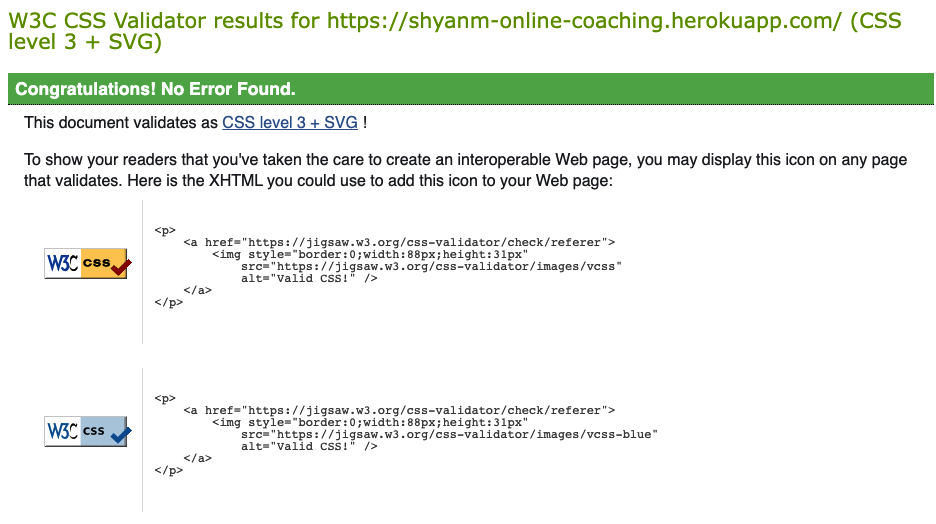 W3C CSS Validator results for https://shyanm-online-coaching.herokuapp.com/ (CSS
level 3 + SVG)
Congratulations! No Error Found.
This document validates as CSS level 3 + SVG !
To show your readers that you've taken the care to create an interoperable Web page, you may display this icon on any page
that validates. Here is the XHTML you could use to add this icon to your Web page:
W3C css
<p>
    <a href="https://jigsaw.w3.org/css-validator/check/referer">
        <img style="border:0;width:88px;height:31px"
            src="https://jigsaw.w3.org/css-validator/images/vcss"
            alt="Valid CSS!" />
    </a>
</p>
W3C css
<p>
    <a href="https://jigsaw.w3.org/css-validator/check/referer">
        <img style="border:0;width:88px;height:31px"
            src="https://jigsaw.w3.org/css-validator/images/vcss-blue"
            alt="Valid CSS!" />
    </a>
</p>